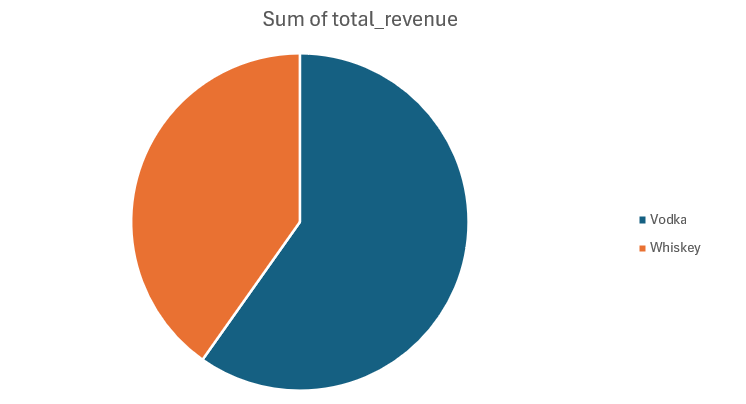 Sum of total_revenue
Vodka
Whiskey